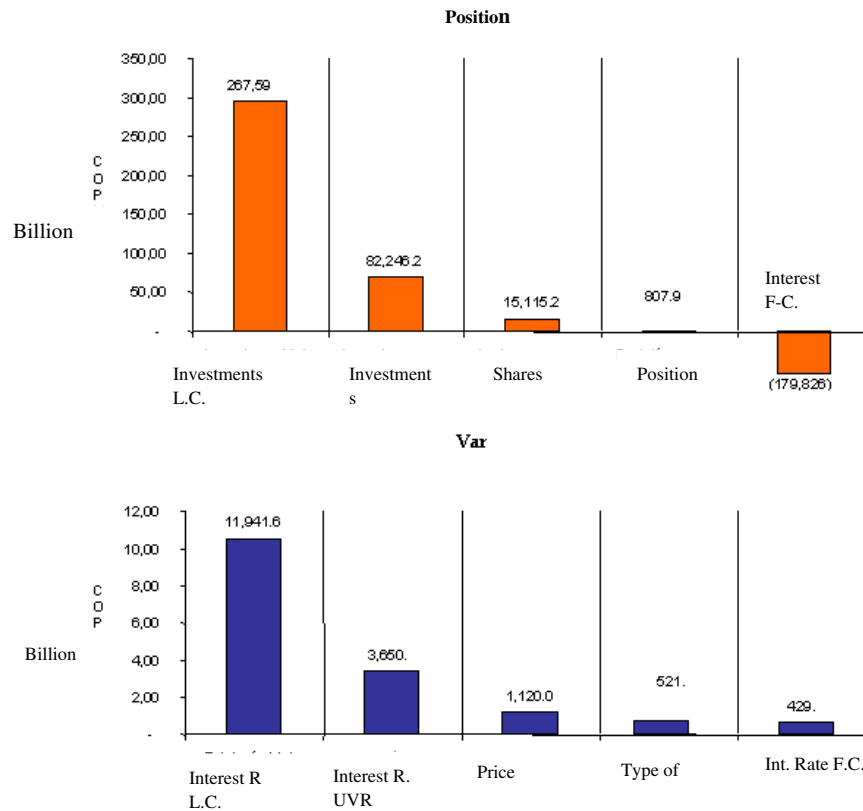 Position
350,00
300,00
250,00
200,00
150,00
100,00
50,00
-
C
O
P
Billion
267,59
82,246.2
15,115.2
807.9
Interest
F-C.
(179,826)
Investments
L.C.
Investment
s
Shares
Position
Var
12,00
10,00
8,00
6,00
4,00
2,00
-
C
O
P
Billion
11,941.6
3,650.
1,120.0
521.
429.
Interest R
L.C.
Interest R.
UVR
Price
Type of
Int. Rate F.C.